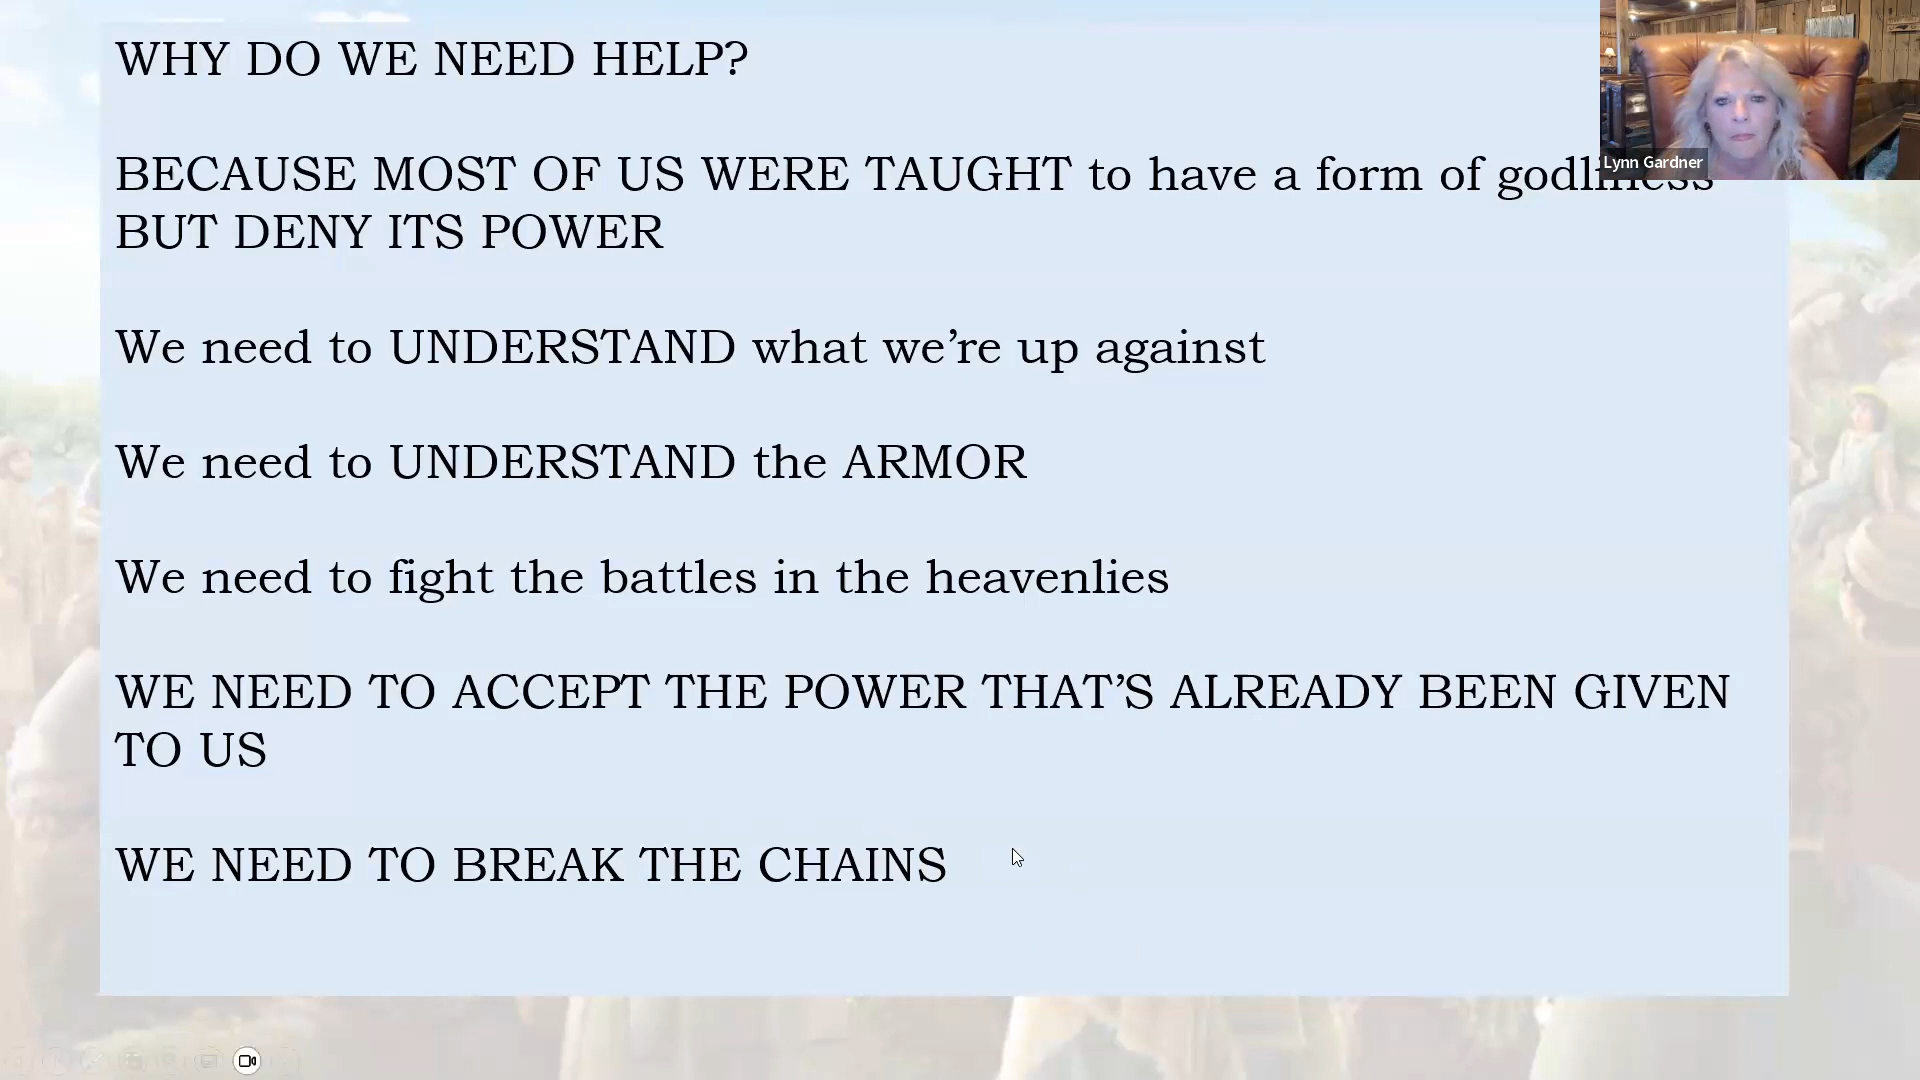 WHY DO WE NEED HELP?
BECAUSE MOST OF US WERE TAUGHT to have a form of godliness
BUT DENY ITS POWER
We need to UNDERSTAND what we’re up against
We need to UNDERSTAND the ARMOR
We need to fight the battles in the heavenlies
WE NEED TO ACCEPT THE POWER THAT’S ALREADY BEEN GIVEN
TO US
WE NEED TO BREAK THE CHAINS
Lynn Gardner